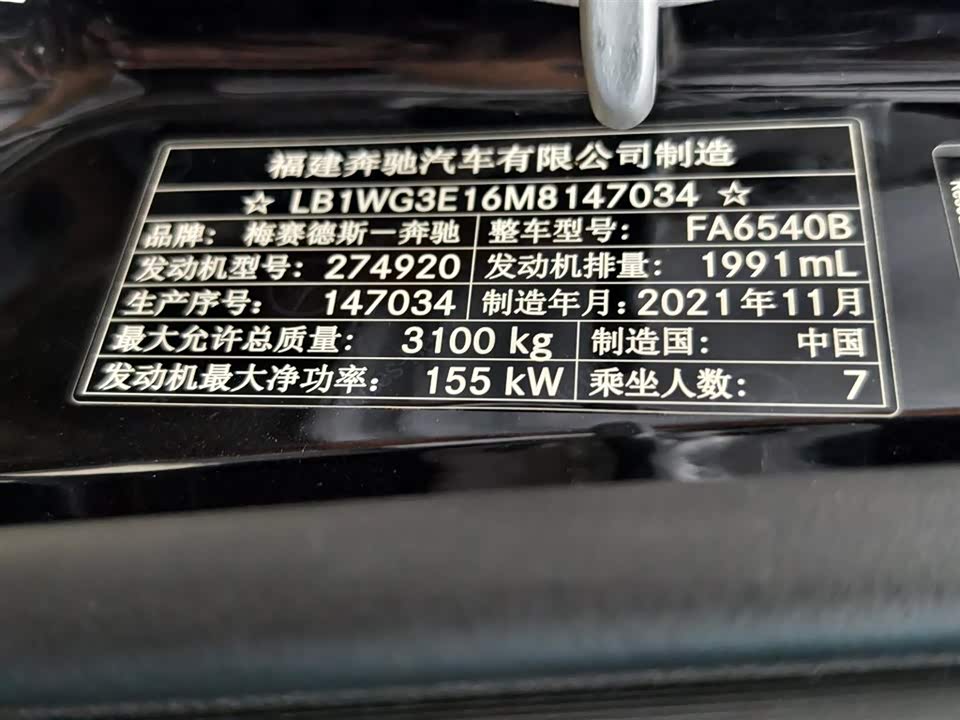 福建奔驰汽车有限公司制造
☆ LB1WG3E16M8147034 ☆
品牌: 梅赛德斯一奔驰 整车型号: FA6540B
发动机型号: 274920 发动机排量: 1991mL
生产序号: 147034 制造年月: 2021年11月
最大允许总质量: 3100 kg 制造国: 中国
发动机最大净功率: 155 kW 乘坐人数: 7